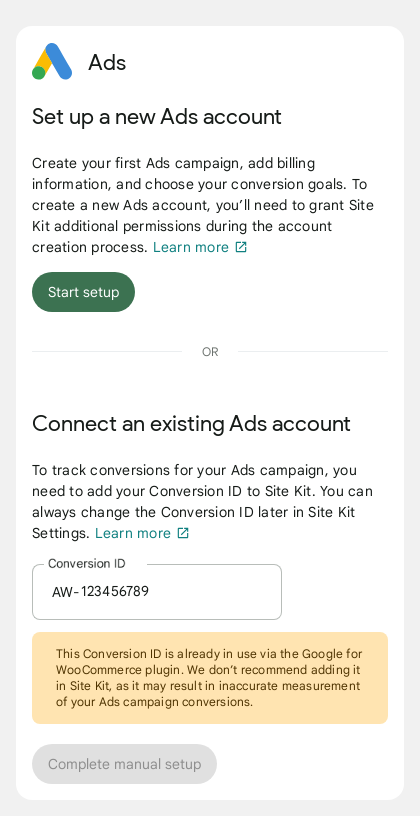 Ads
Set up a new Ads account
Create your first Ads campaign, add billing
information, and choose your conversion goals. To
create a new Ads account, you’ll need to grant Site
Kit additional permissions during the account
creation process. Learn more
Start setup
OR
Connect an existing Ads account
To track conversions for your Ads campaign, you
need to add your Conversion ID to Site Kit. You can
always change the Conversion ID later in Site Kit
Settings. Learn more
Conversion ID
AW-123456789
This Conversion ID is already in use via the Google for
WooCommerce plugin. We don’t recommend adding it
in Site Kit, as it may result in inaccurate measurement
of your Ads campaign conversions.
Complete manual setup